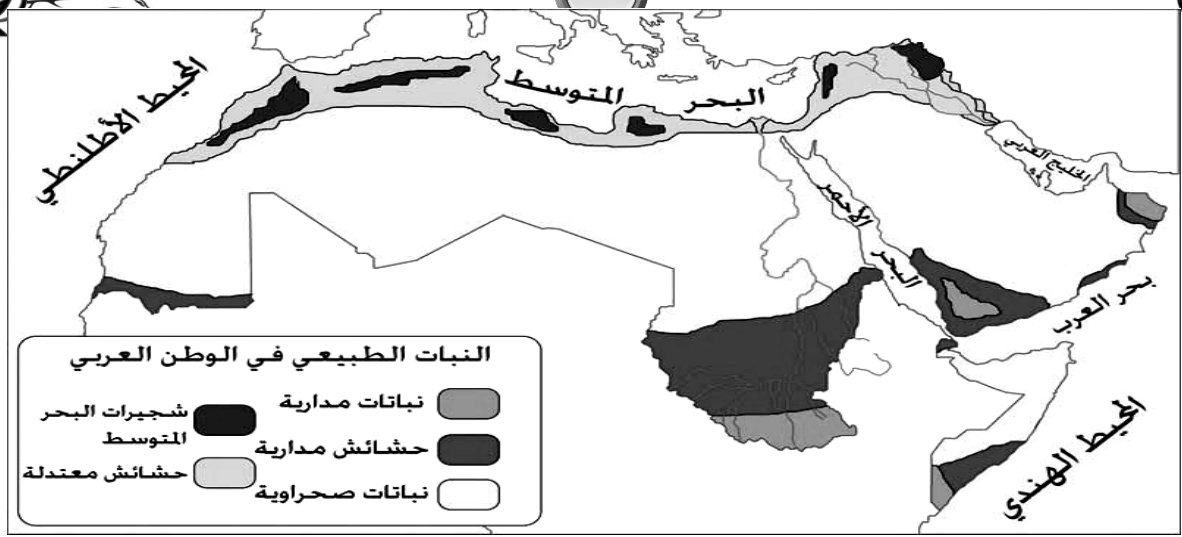 المحيط الأطلنطي
البحر المتوسط
الخليج العربي
البحر الأحمر
بحر العرب
المحيط الهندي
النبات الطبيعي في الوطن العربي
نباتات مدارية
حشائش مدارية
نباتات صحراوية
شجيرات البحر
المتوسط
حشائش معتدلة